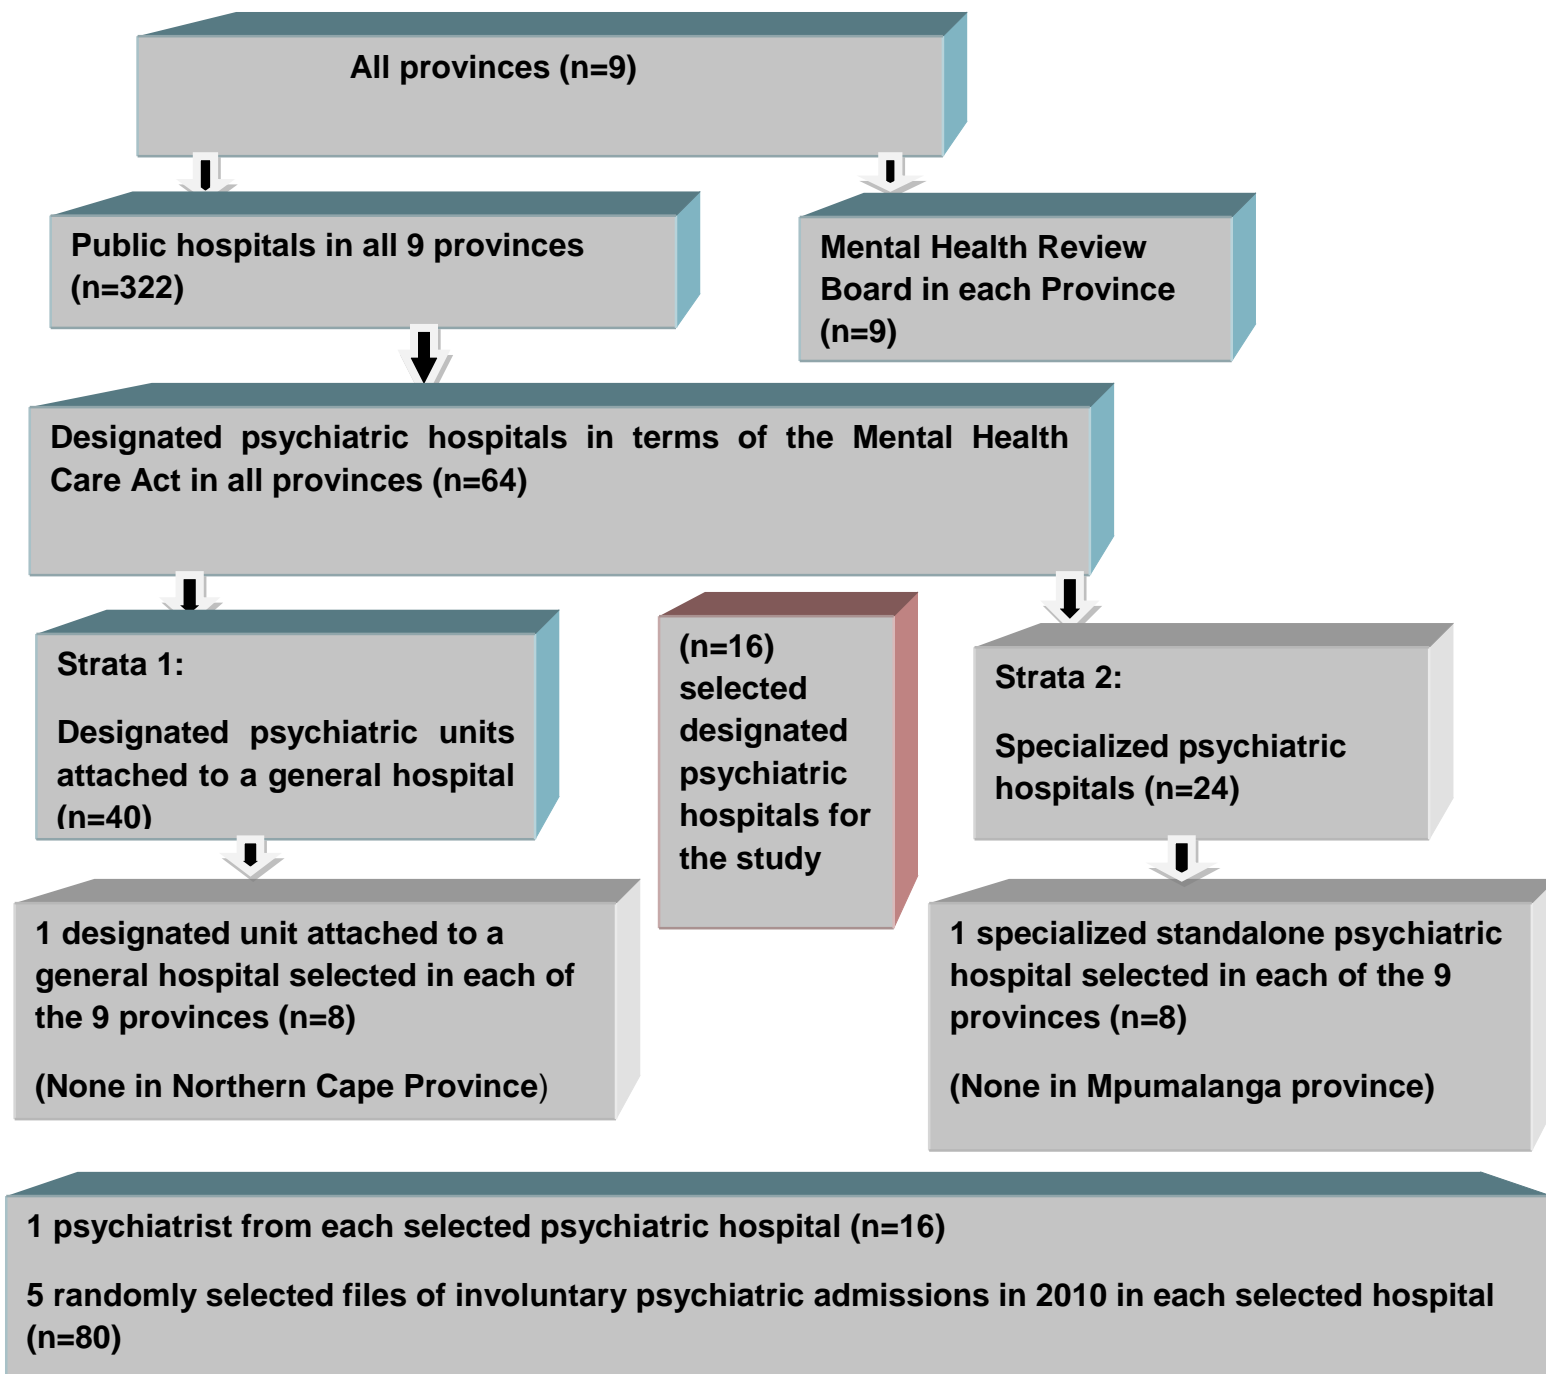 All provinces (n=9)
Public hospitals in all 9 provinces
(n=322)
Mental Health Review
Board in each Province
(n=9)
Designated psychiatric hospitals in terms of the Mental Health
Care Act in all provinces (n=64)
Strata 1:
Designated psychiatric units
attached to a general hospital
(n=40)
(n=16)
selected
designated
psychiatric
hospitals for
the study
Strata 2:
Specialized psychiatric
hospitals (n=24)
1 designated unit attached to a
general hospital selected in each of
the 9 provinces (n=8)
(None in Northern Cape Province)
1 specialized standalone psychiatric
hospital selected in each of the 9
provinces (n=8)
(None in Mpumalanga province)
1 psychiatrist from each selected psychiatric hospital (n=16)
5 randomly selected files of involuntary psychiatric admissions in 2010 in each selected hospital
(n=80)